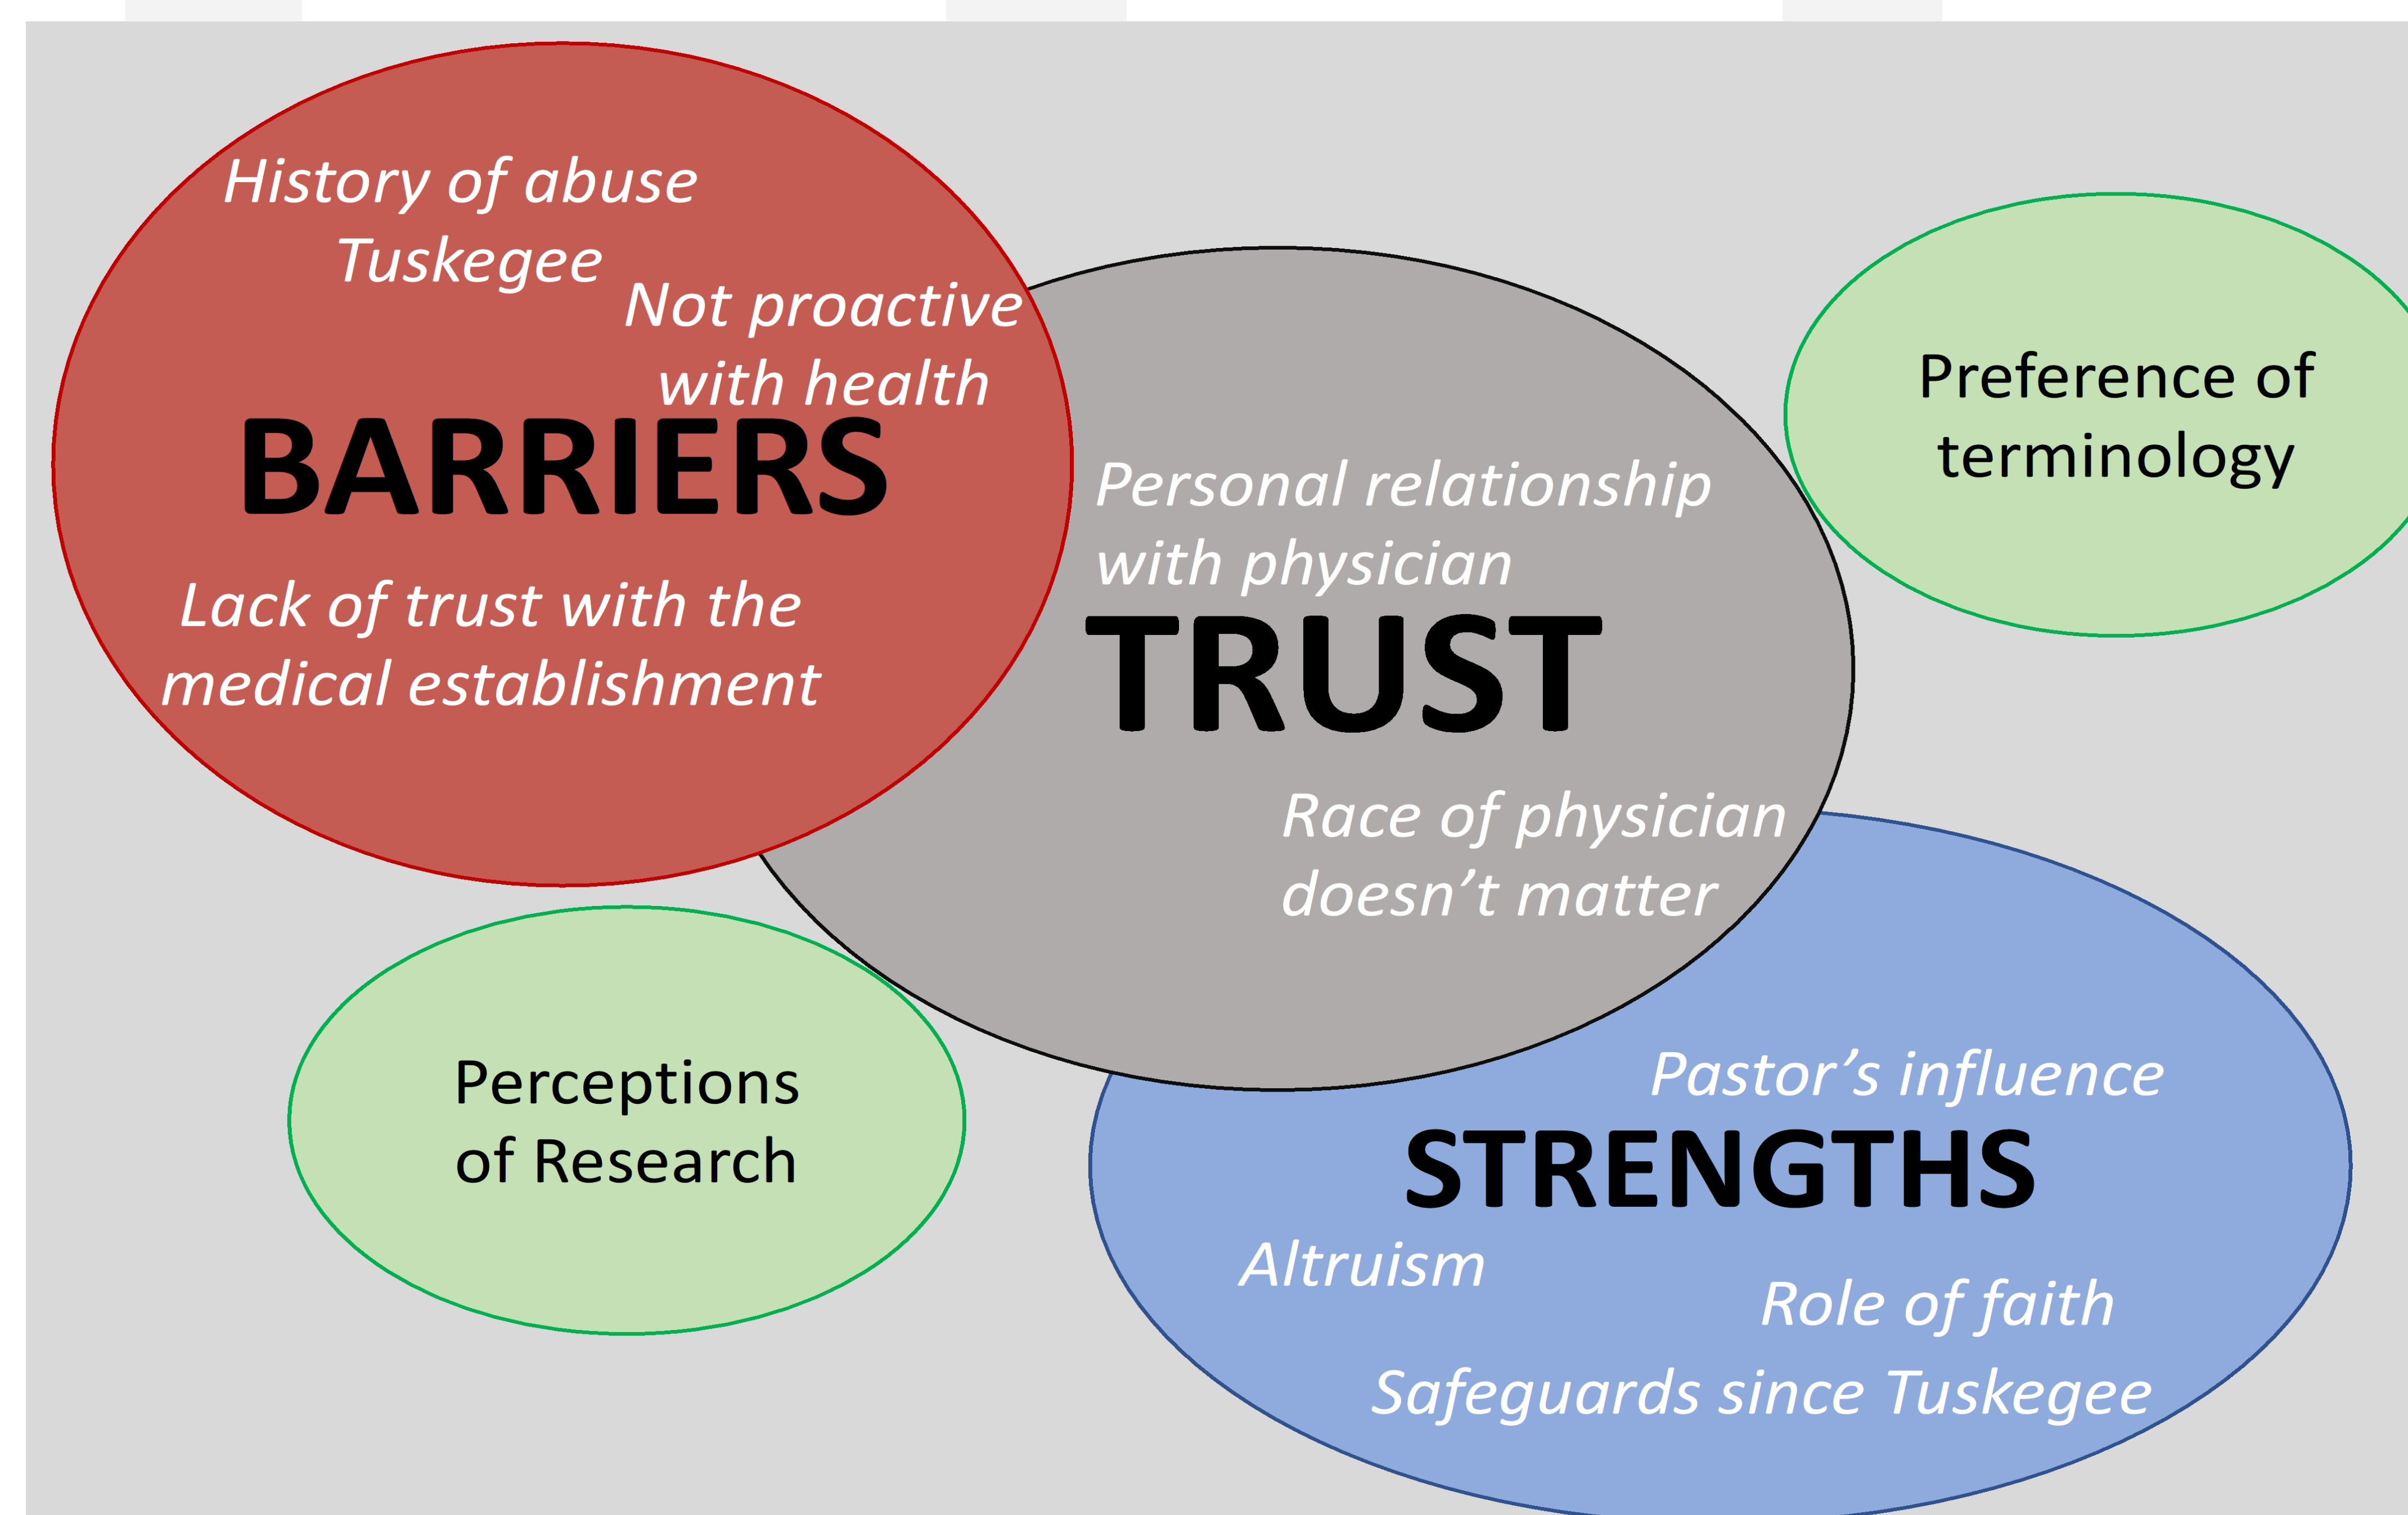 History of abuse
Tuskegee
Not proactive
with health
BARRIERS
Lack of trust with the
medical establishment
Personal relationship
with physician
TRUST
Race of physician
doesn’t matter
Preference of
terminology
Perceptions
of Research
Pastor’s influence
STRENGTHS
Altruism
Role of faith
Safeguards since Tuskegee